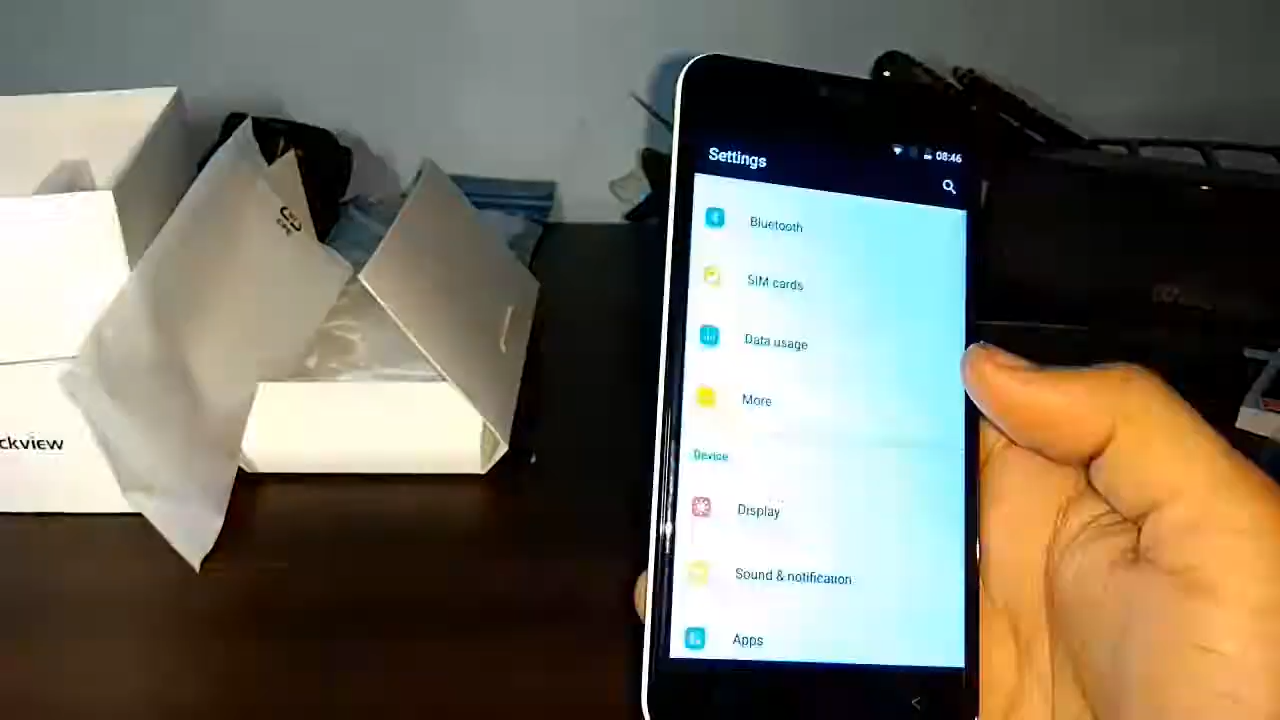 ckview
Settings
08:46
Bluetooth
SIM cards
Data usage
More
Device
Display
Sound & notification
Apps